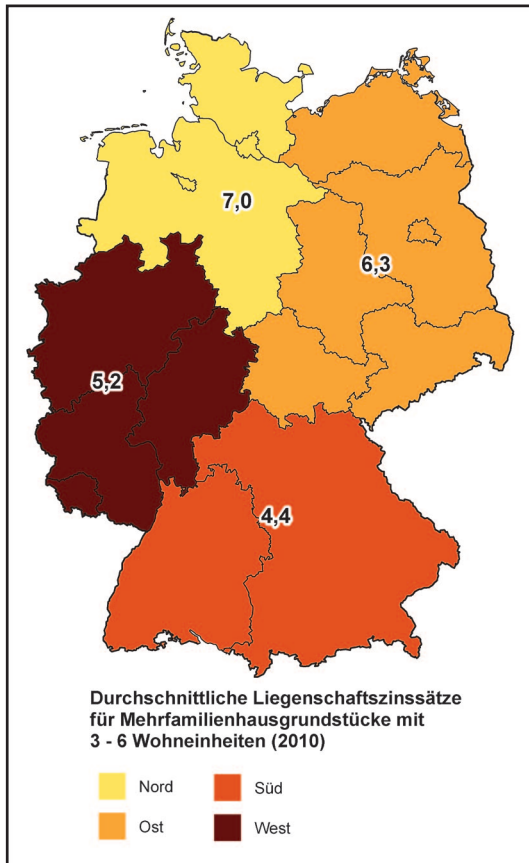 7,0
6,3
5,2
4,4
Durchschnittliche Liegenschaftszinssätze
für Mehrfamilienhausgrundstücke mit
3 - 6 Wohneinheiten (2010)
Nord
Süd
Ost
West